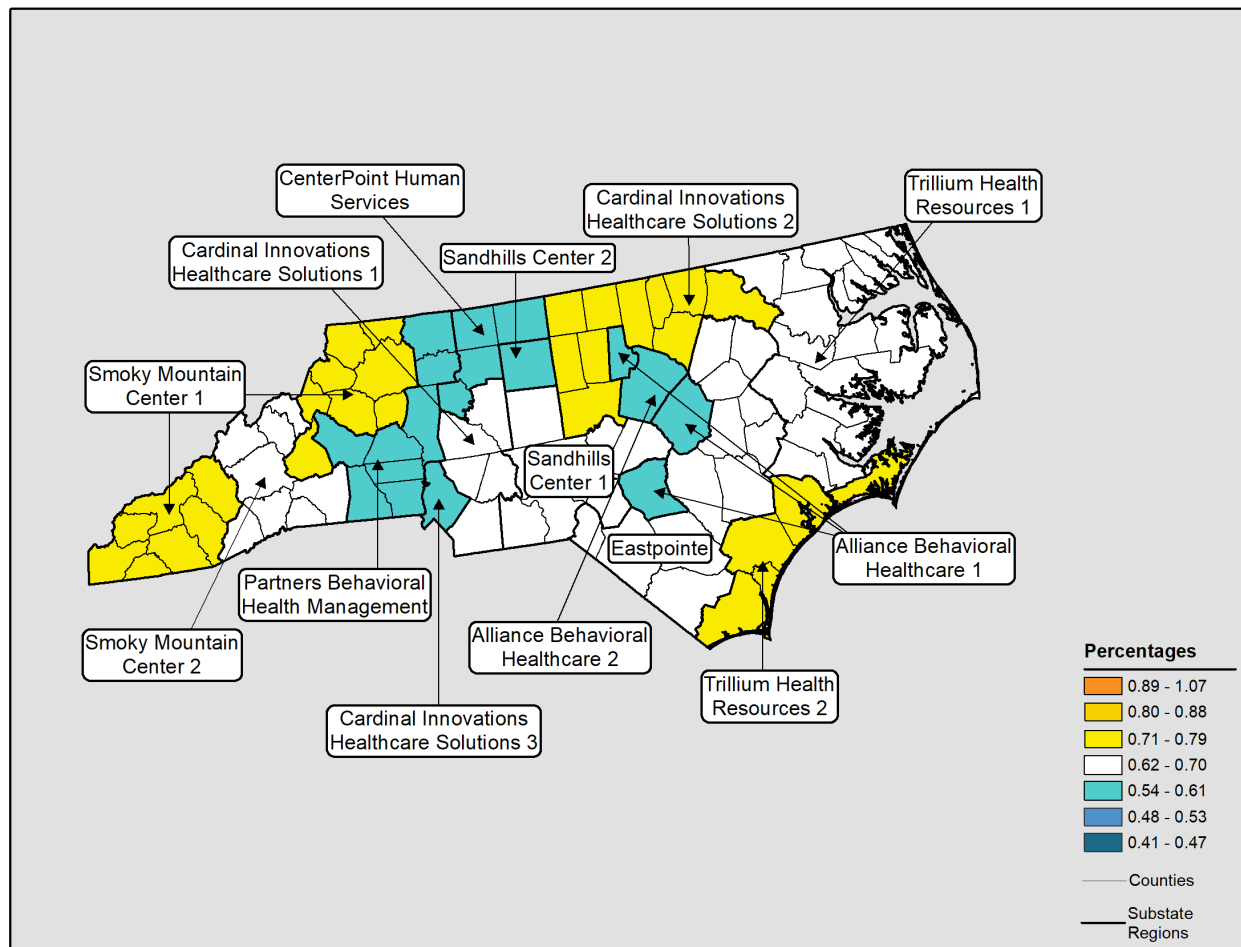 CenterPoint Human
Services
Cardinal Innovations
Healthcare Solutions 2
Trillium Health
Resources 1
Cardinal Innovations
Healthcare Solutions 1
Sandhills Center 2
Smoky Mountain
Center 1
Sandhills
Center 1
Eastpointe
Alliance Behavioral
Healthcare 1
Partners Behavioral
Health Management
Smoky Mountain
Center 2
Alliance Behavioral
Healthcare 2
Trillium Health
Resources 2
Cardinal Innovations
Healthcare Solutions 3
Percentages
0.89 - 1.07
0.80 - 0.88
0.71 - 0.79
0.62 - 0.70
0.54 - 0.61
0.48 - 0.53
0.41 - 0.47
Counties
Substate
Regions